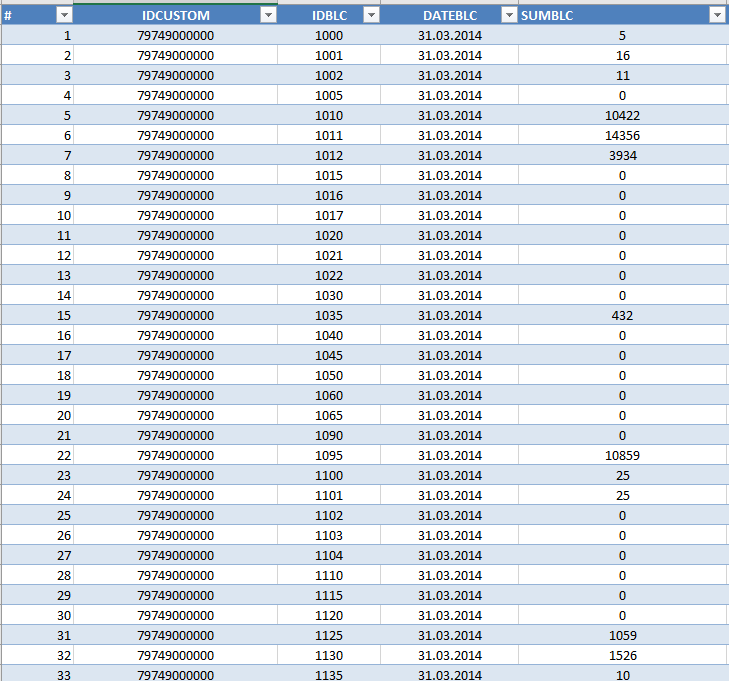 # IDCUSTOM IDBLC DATEBLC SUMBLC
1 79749000000 1000 31.03.2014 5
2 79749000000 1001 31.03.2014 16
3 79749000000 1002 31.03.2014 11
4 79749000000 1005 31.03.2014 0
5 79749000000 1010 31.03.2014 10422
6 79749000000 1011 31.03.2014 14356
7 79749000000 1012 31.03.2014 3934
8 79749000000 1015 31.03.2014 0
9 79749000000 1016 31.03.2014 0
10 79749000000 1017 31.03.2014 0
11 79749000000 1020 31.03.2014 0
12 79749000000 1021 31.03.2014 0
13 79749000000 1022 31.03.2014 0
14 79749000000 1030 31.03.2014 0
15 79749000000 1035 31.03.2014 432
16 79749000000 1040 31.03.2014 0
17 79749000000 1045 31.03.2014 0
18 79749000000 1050 31.03.2014 0
19 79749000000 1060 31.03.2014 0
20 79749000000 1065 31.03.2014 0
21 79749000000 1090 31.03.2014 0
22 79749000000 1095 31.03.2014 10859
23 79749000000 1100 31.03.2014 25
24 79749000000 1101 31.03.2014 25
25 79749000000 1102 31.03.2014 0
26 79749000000 1103 31.03.2014 0
27 79749000000 1104 31.03.2014 0
28 79749000000 1110 31.03.2014 0
29 79749000000 1115 31.03.2014 0
30 79749000000 1120 31.03.2014 0
31 79749000000 1125 31.03.2014 1059
32 79749000000 1130 31.03.2014 1526
33 79749000000 1135 31.03.2014 10